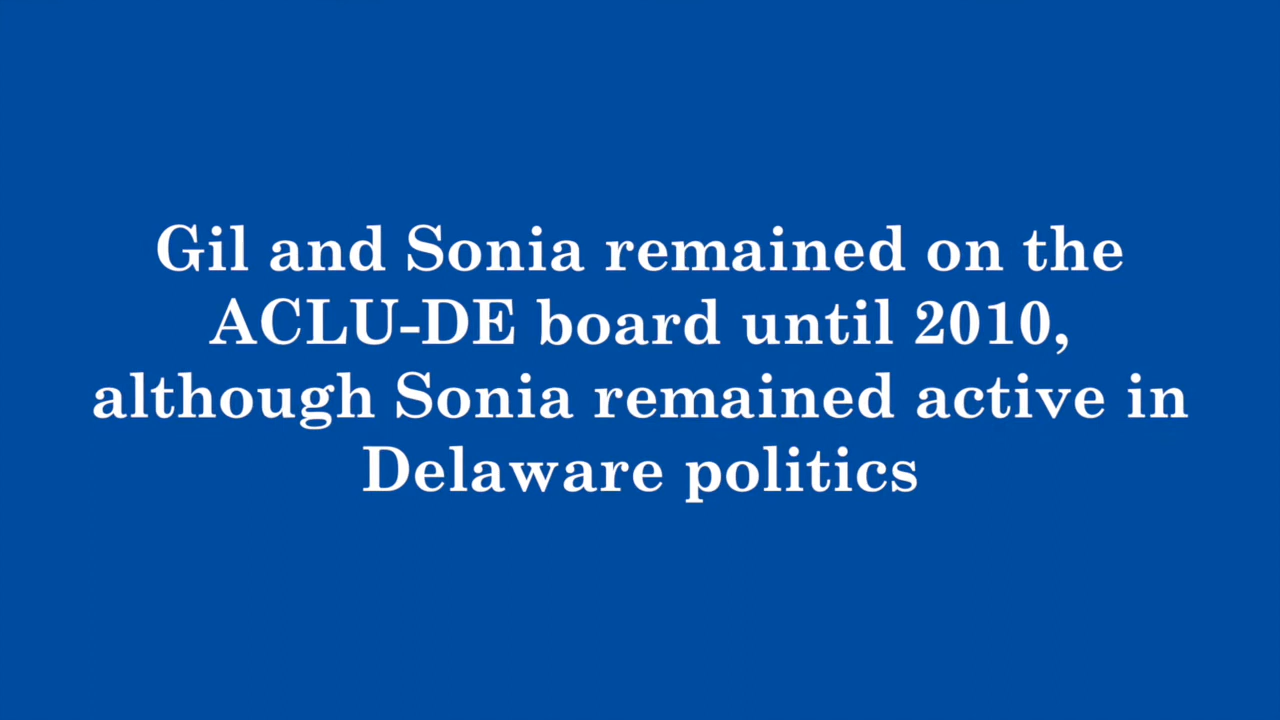 Gil and Sonia remained on the
ACLU-DE board until 2010,
although Sonia remained active in
Delaware politics